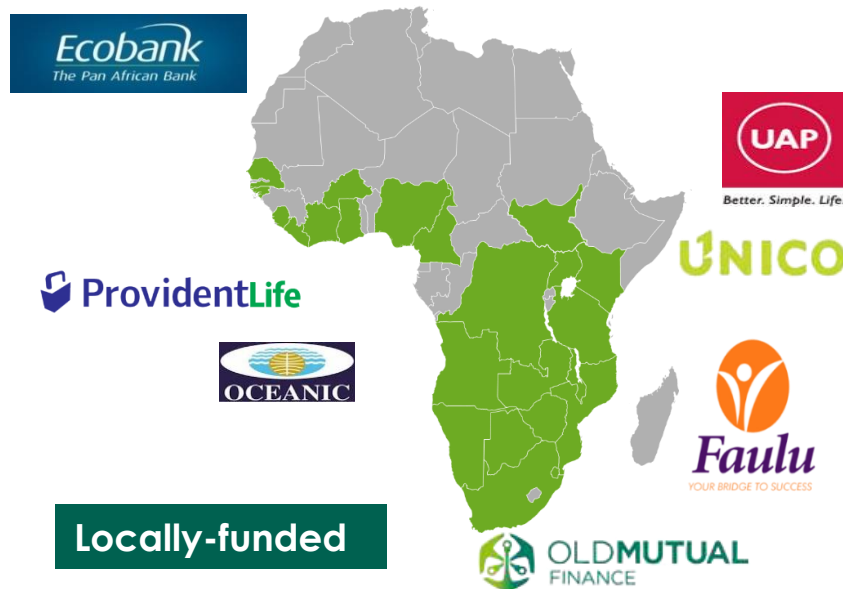 Ecobank
The Pan African Bank
UAP
Better. Simple. Life.
UNICO
ProvidentLife
OCEANIC
Faulu
YOUR BRIDGE TO SUCCESS
Locally-funded
OLDMUTUAL
FINANCE